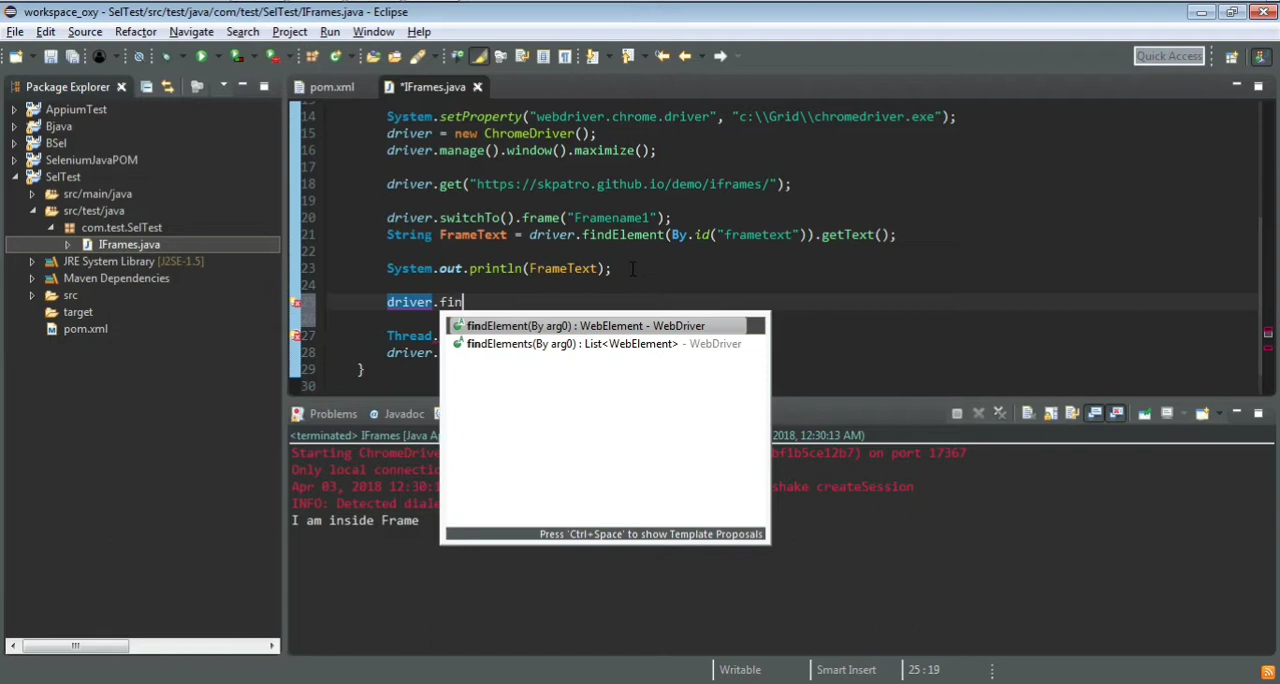 workspace_oxy - SelTest/src/test/java/com/test/SelTest/IFrames.java - Eclipse
File Edit Source Refactor Navigate Search Project Run Window Help
Quick Access
Package Explorer
AppiumTest
Bjava
BSel
SeleniumJavaPOM
SelTest
src/main/java
src/test/java
com.test.SelTest
IFrames.java
JRE System Library [J2SE-1.5]
Maven Dependencies
src
target
pom.xml
pom.xml *IFrames.java
14 System.setProperty("webdriver.chrome.driver", "c:\\Grid\\chromedriver.exe");
15 driver = new ChromeDriver();
16 driver.manage().window().maximize();
17
18 driver.get("https://skpatro.github.io/demo/iframes/");
19
20 driver.switchTo().frame("Framename1");
21 String FrameText = driver.findElement(By.id("frametext")).getText();
22
23 System.out.println(FrameText);
24
driver.fin
27 Thread.
28 driver.
29 }
30
findElement(By arg0) : WebElement - WebDriver
findElements(By arg0) : List<WebElement> - WebDriver
Press 'Ctrl+Space' to show Template Proposals
Problems Javadoc
<terminated> IFrames [Java A 2018, 12:30:13 AM)
Starting ChromeDriv bf1b5ce12b7) on port 17367
Only local connectio
Apr 03, 2018 12:30:1 shake createSession
INFO: Detected diale
I am inside Frame
Writable Smart Insert 25 : 19